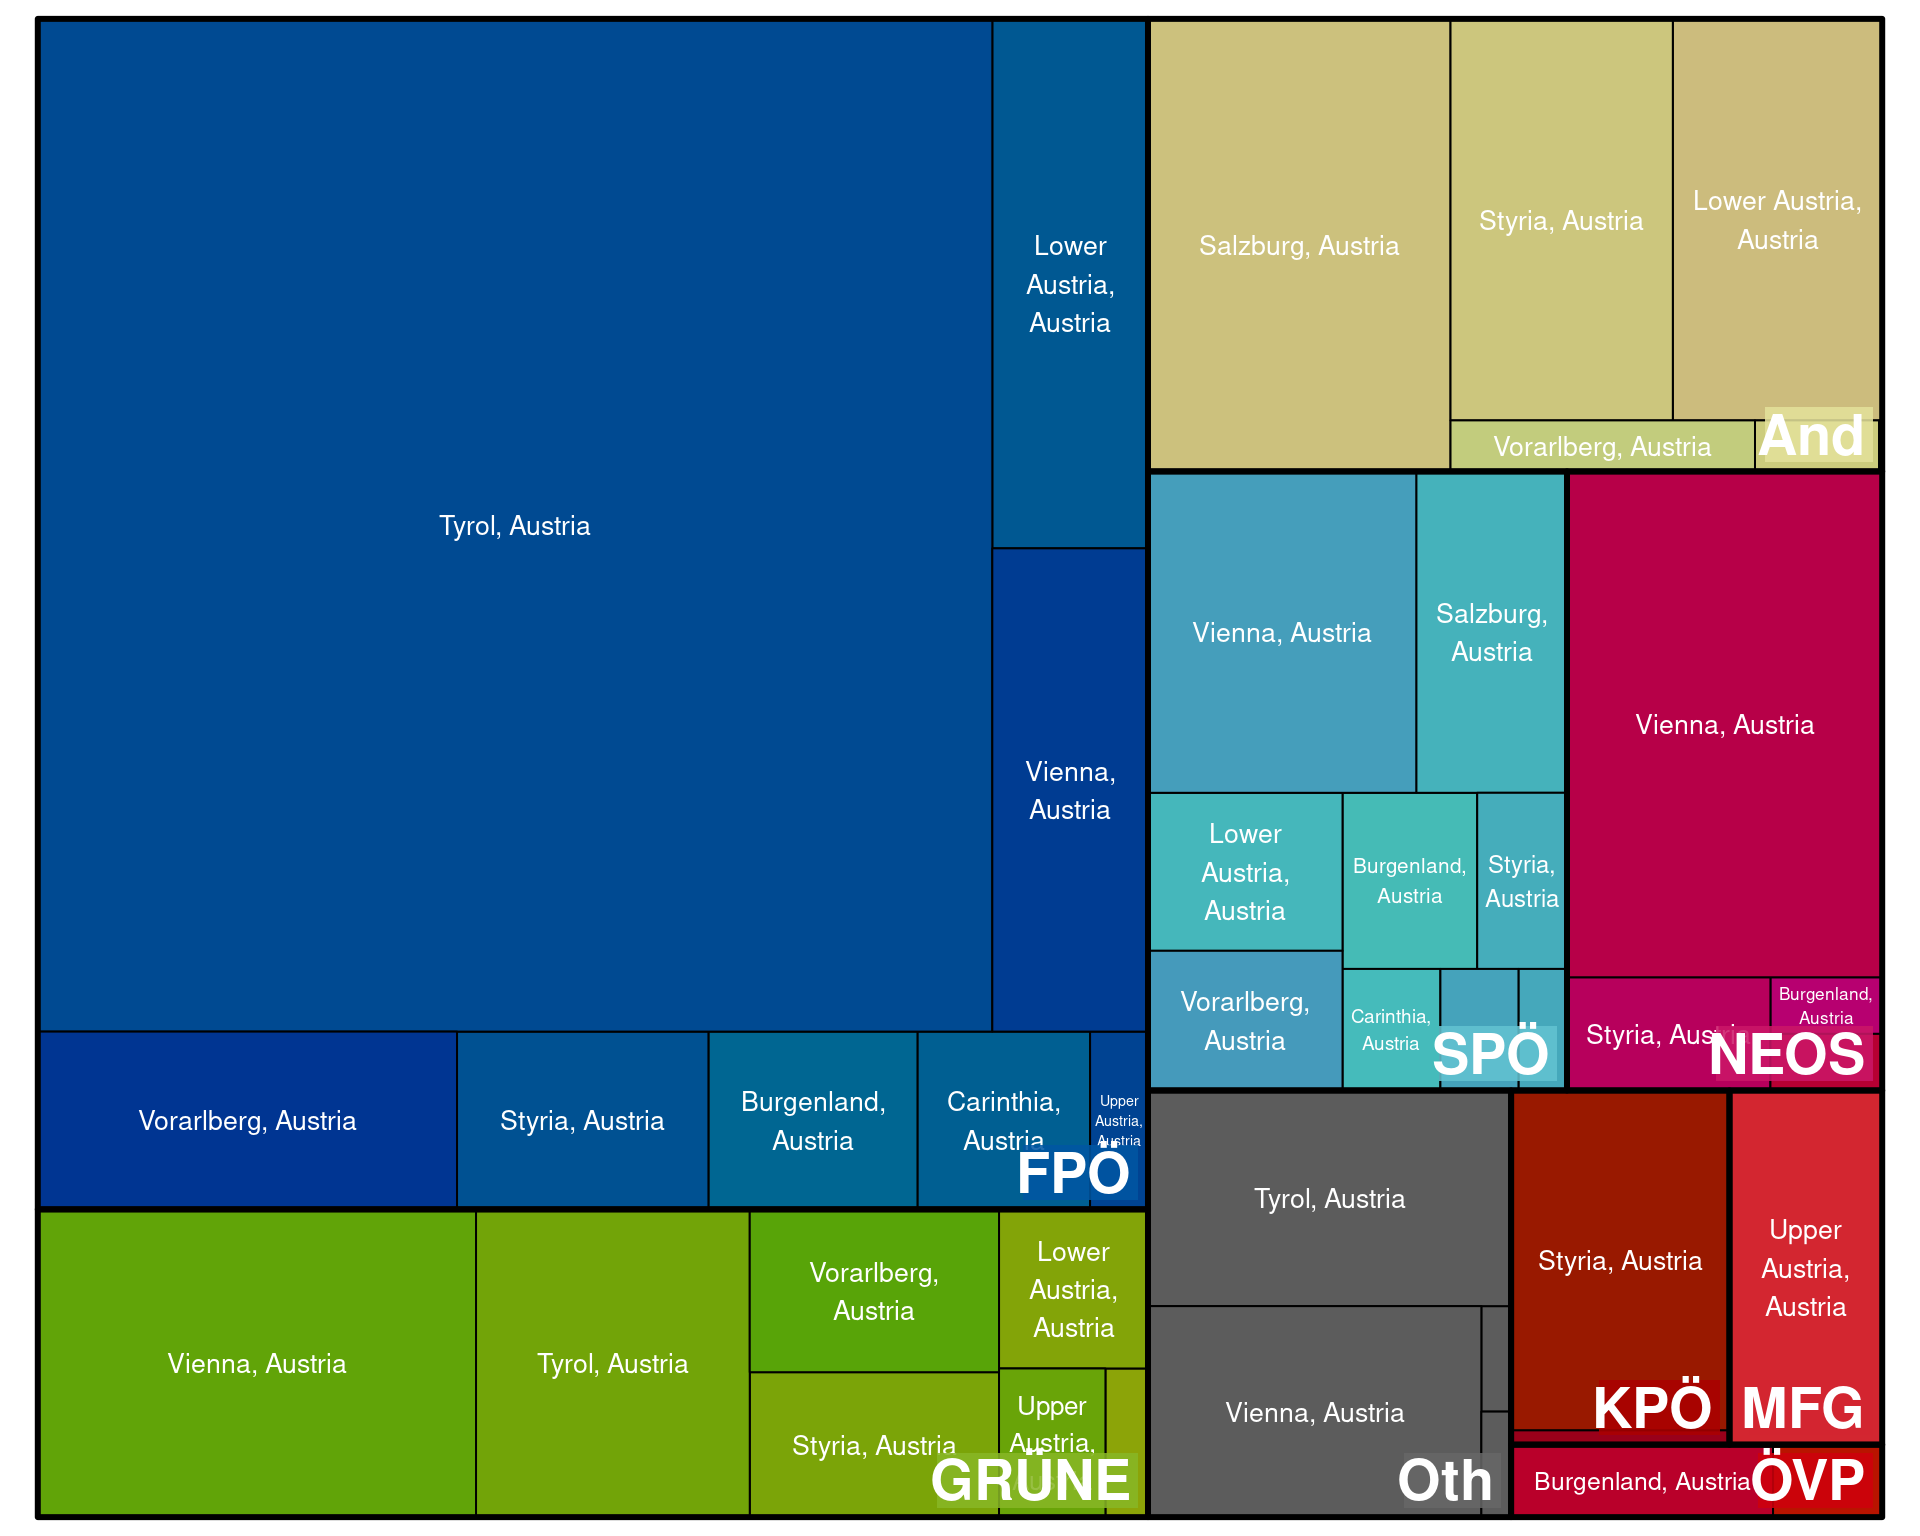 Tyrol, Austria
Lower
Austria,
Austria
Vienna,
Austria
Vorarlberg, Austria
Styria, Austria
Burgenland,
Austria
Carinthia,
Austria
Upper
Austria,
Austria
FPÖ
Vienna, Austria
Tyrol, Austria
Vorarlberg,
Austria
Styria, Austria
Lower
Austria,
Austria
Upper
Austria,
GRÜNE
Salzburg, Austria
Styria, Austria
Lower Austria,
Austria
Vorarlberg, Austria
And
Vienna, Austria
Salzburg,
Austria
Lower
Austria,
Austria
Burgenland,
Austria
Styria,
Austria
Vorarlberg,
Austria
Carinthia,
Austria
SPÖ
Vienna, Austria
Styria, Austria
Burgenland,
Austria
NEOS
Tyrol, Austria
Vienna, Austria
Oth
Styria, Austria
KPÖ
Upper
Austria,
Austria
MFG
Burgenland, Austria
ÖVP